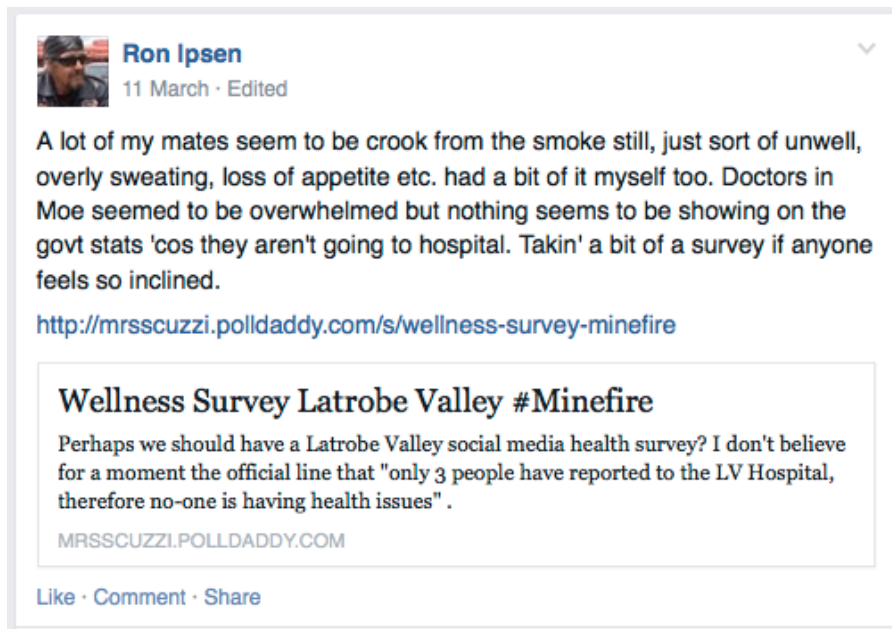 Ron Ipsen
11 March · Edited
A lot of my mates seem to be crook from the smoke still, just sort of unwell,
overly sweating, loss of appetite etc. had a bit of it myself too. Doctors in
Moe seemed to be overwhelmed but nothing seems to be showing on the
govt stats 'cos they aren't going to hospital. Takin' a bit of a survey if anyone
feels so inclined.
http://mrsscuzzi.polldaddy.com/s/wellness-survey-minefire
Wellness Survey Latrobe Valley #Minefire
Perhaps we should have a Latrobe Valley social media health survey? I don't believe
for a moment the official line that "only 3 people have reported to the LV Hospital,
therefore no-one is having health issues" .
MRSSCUZZI.POLLDADDY.COM
Like · Comment · Share